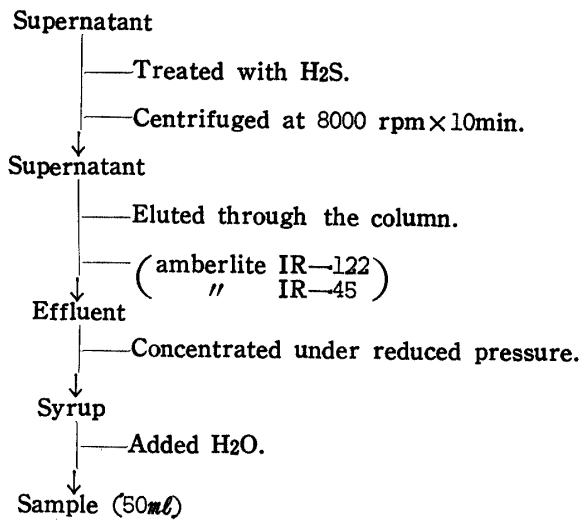 Supernatant
Treated with H2S.
Centrifuged at 8000 rpm×10min.
Supernatant
Eluted through the column.
(amberlite IR—122
〃 IR—45)
Effluent
Concentrated under reduced pressure.
Syrup
Added H2O.
Sample (50ml)